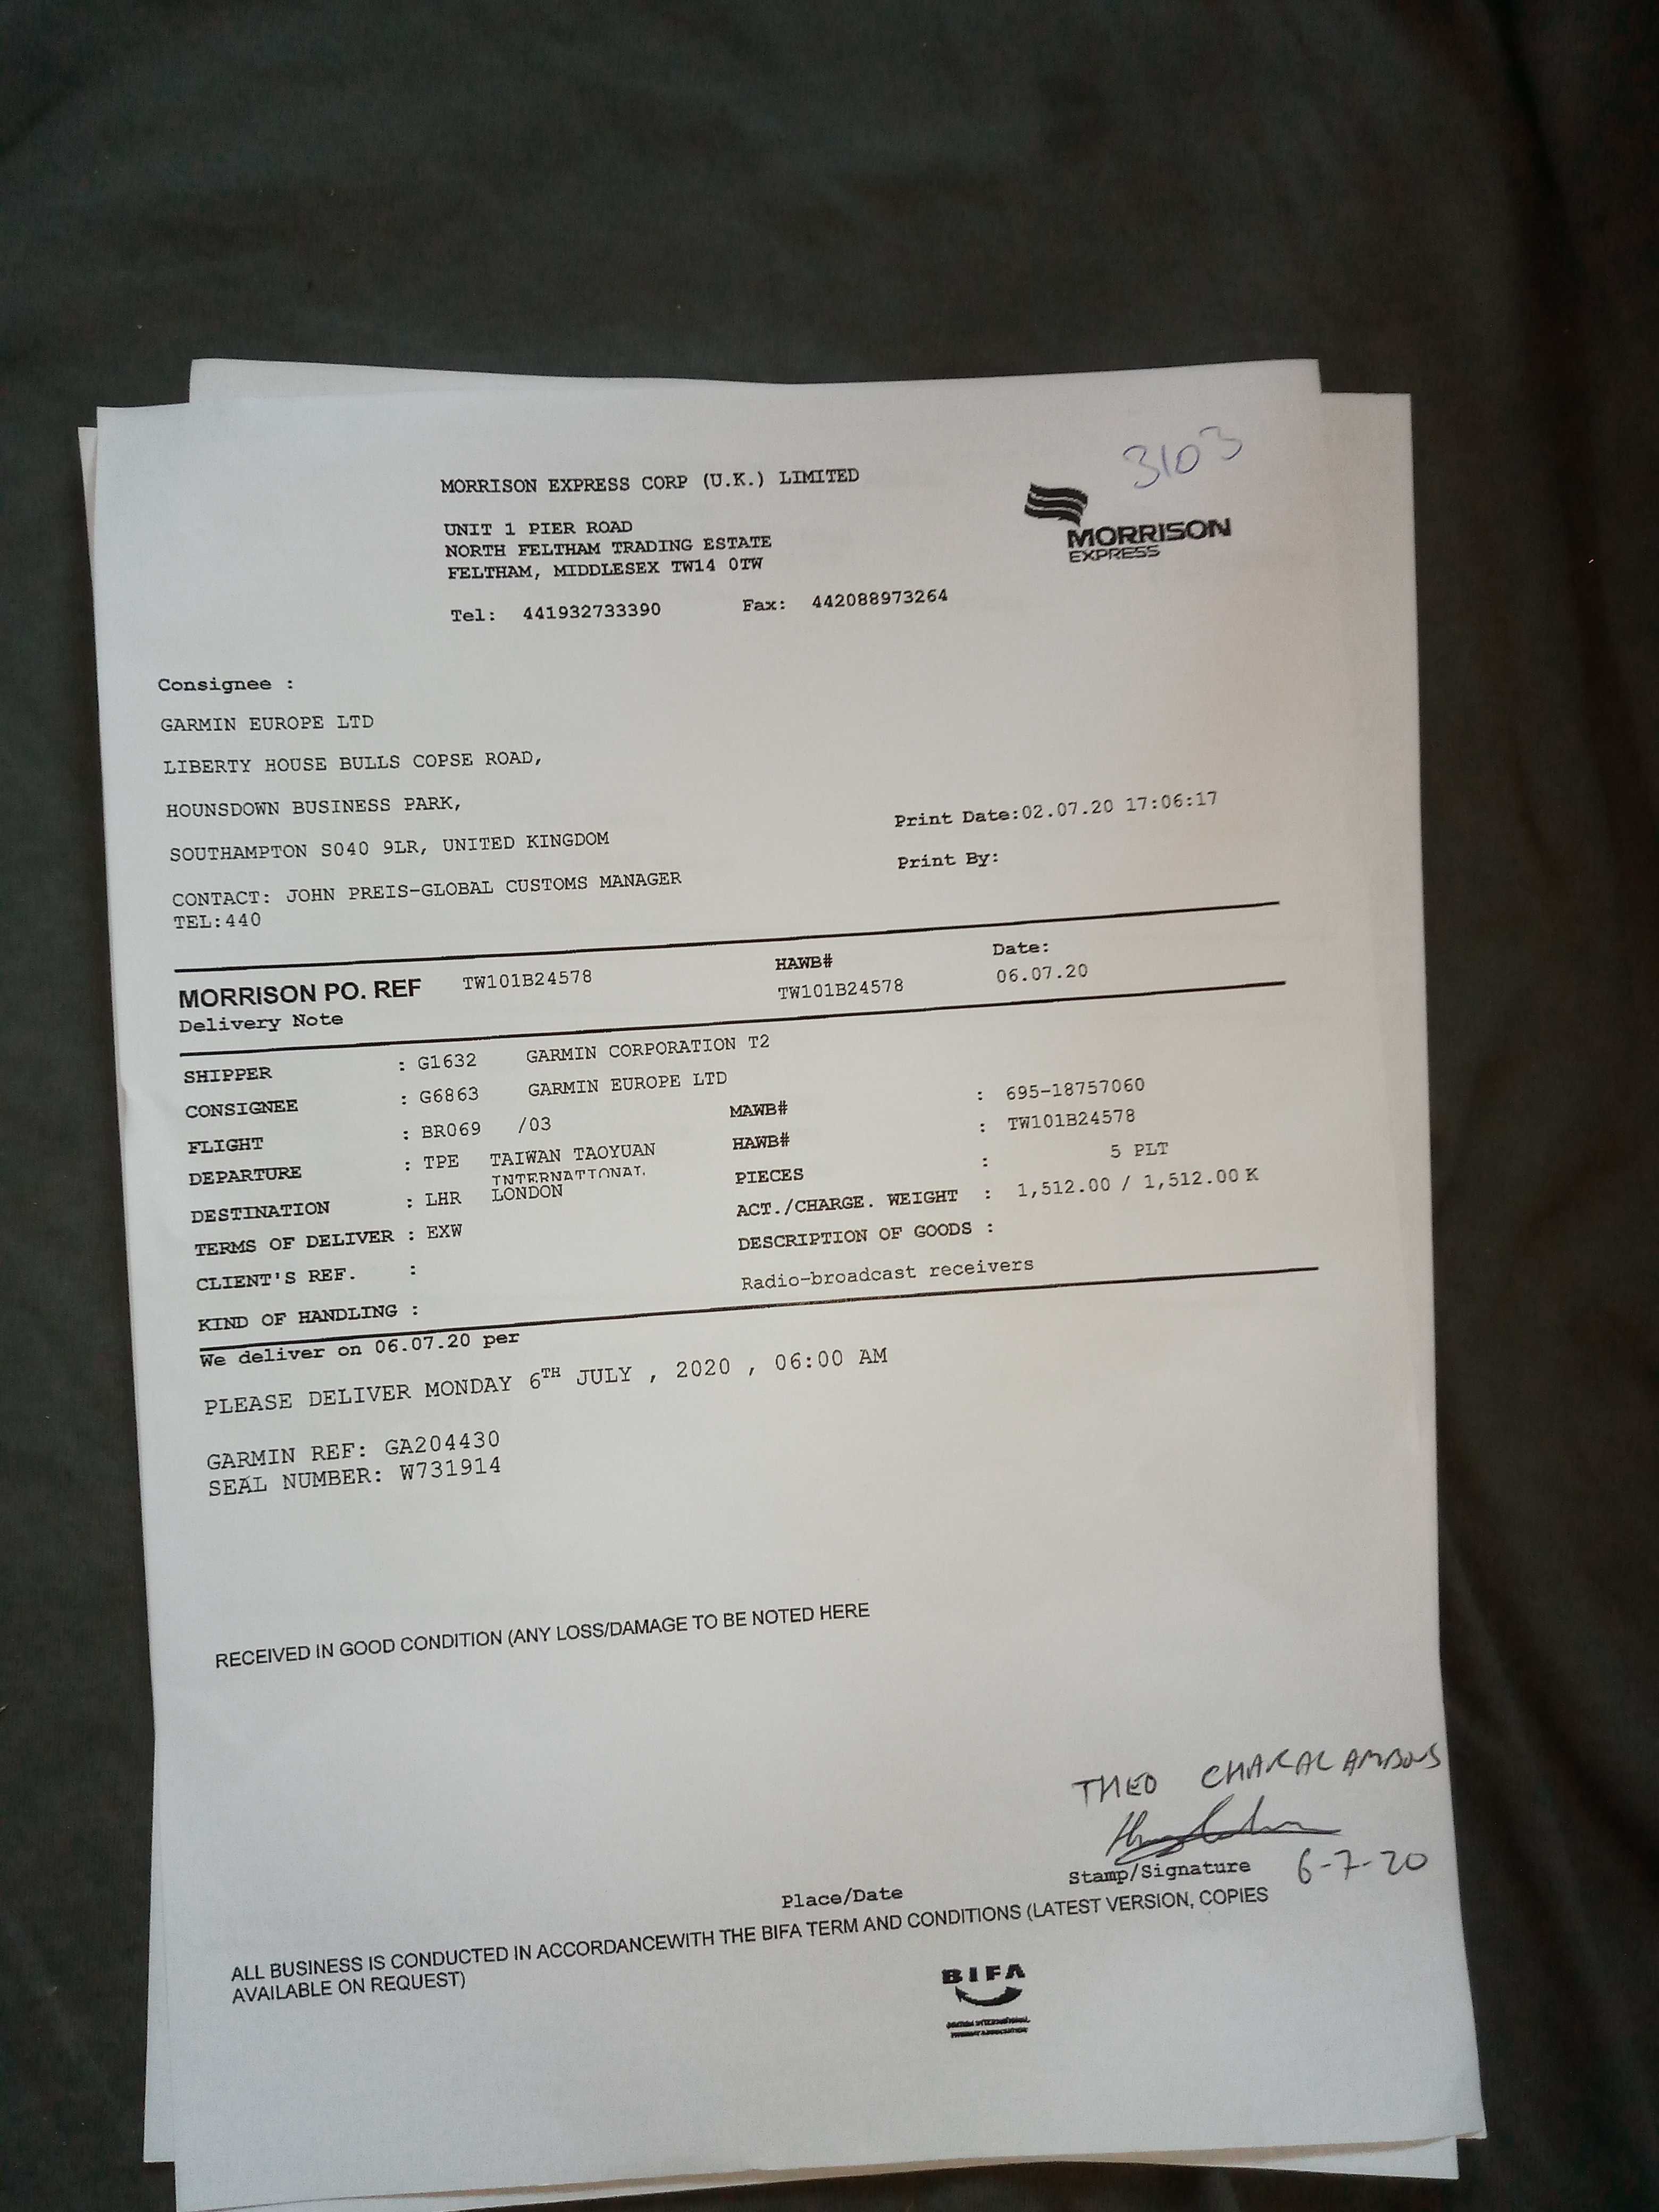 3103
MORRISON EXPRESS CORP (U.K.) LIMITED
UNIT 1 PIER ROAD
NORTH FELTHAM TRADING ESTATE
FELTHAM, MIDDLESEX TW14 0TW
MORRISON
EXPRESS
Tel: 441932733390 Fax: 442088973264
Consignee :
GARMIN EUROPE LTD
LIBERTY HOUSE BULLS COPSE ROAD,
HOUNSDOWN BUSINESS PARK,
SOUTHAMPTON SO40 9LR, UNITED KINGDOM
Print Date:02.07.20 17:06:17
Print By:
CONTACT: JOHN PREIS-GLOBAL CUSTOMS MANAGER
TEL:440
MORRISON PO. REF TW101B24578 HAWB# Date:
Delivery Note TW101B24578 06.07.20
SHIPPER : G1632 GARMIN CORPORATION T2
CONSIGNEE : G6863 GARMIN EUROPE LTD
FLIGHT : BR069 /03 MAWB# : 695-18757060
DEPARTURE : TPE TAIWAN TAOYUAN INTERNATIONAL HAWB# : TW101B24578
DESTINATION : LHR LONDON PIECES : 5 PLT
TERMS OF DELIVER : EXW ACT./CHARGE. WEIGHT : 1,512.00 / 1,512.00 K
CLIENT'S REF. : DESCRIPTION OF GOODS :
KIND OF HANDLING : Radio-broadcast receivers
We deliver on 06.07.20 per
PLEASE DELIVER MONDAY 6TH JULY , 2020 , 06:00 AM
GARMIN REF: GA204430
SEAL NUMBER: W731914
RECEIVED IN GOOD CONDITION (ANY LOSS/DAMAGE TO BE NOTED HERE
THEO CHARALAMBOUS
Place/Date Stamp/Signature 6-7-20
ALL BUSINESS IS CONDUCTED IN ACCORDANCEWITH THE BIFA TERM AND CONDITIONS (LATEST VERSION, COPIES
AVAILABLE ON REQUEST)
BIFA